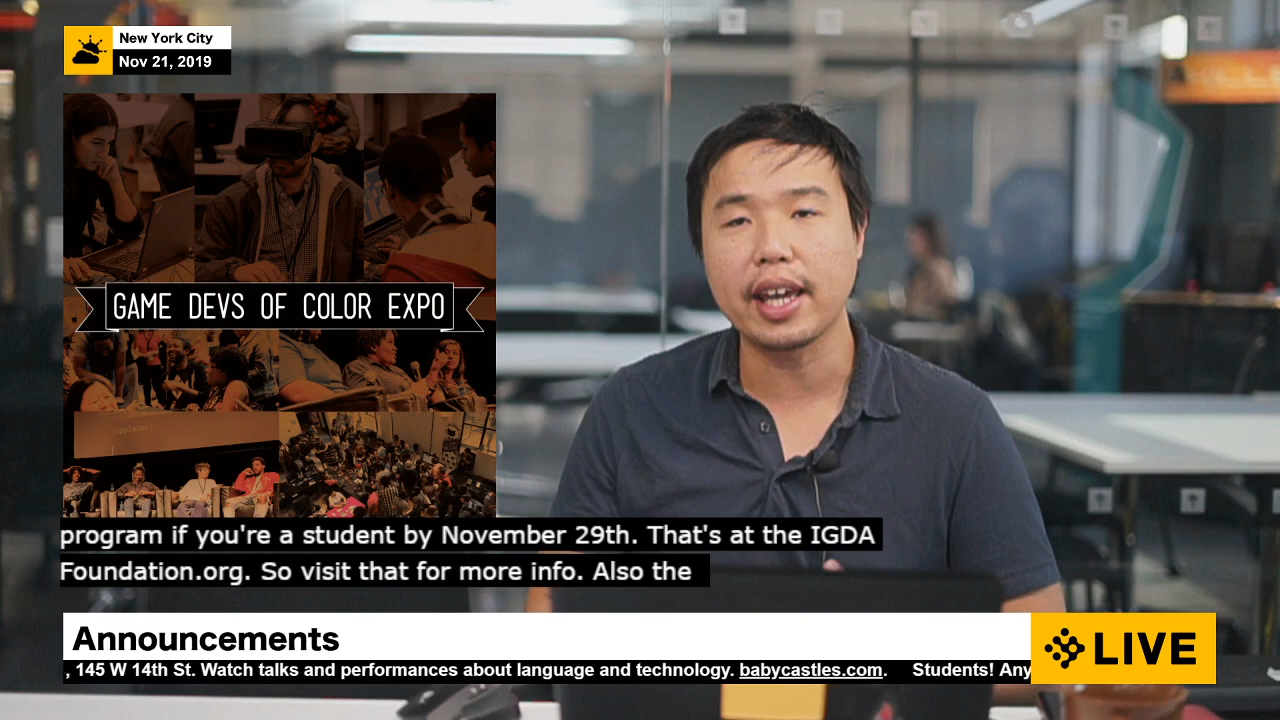 New York City
Nov 21, 2019
GAME DEVS OF COLOR EXPO
[applause]
program if you're a student by November 29th. That's at the IGDA
Foundation.org. So visit that for more info. Also the
Announcements
LIVE
, 145 W 14th St. Watch talks and performances about language and technology. babycastles.com. Students! Any